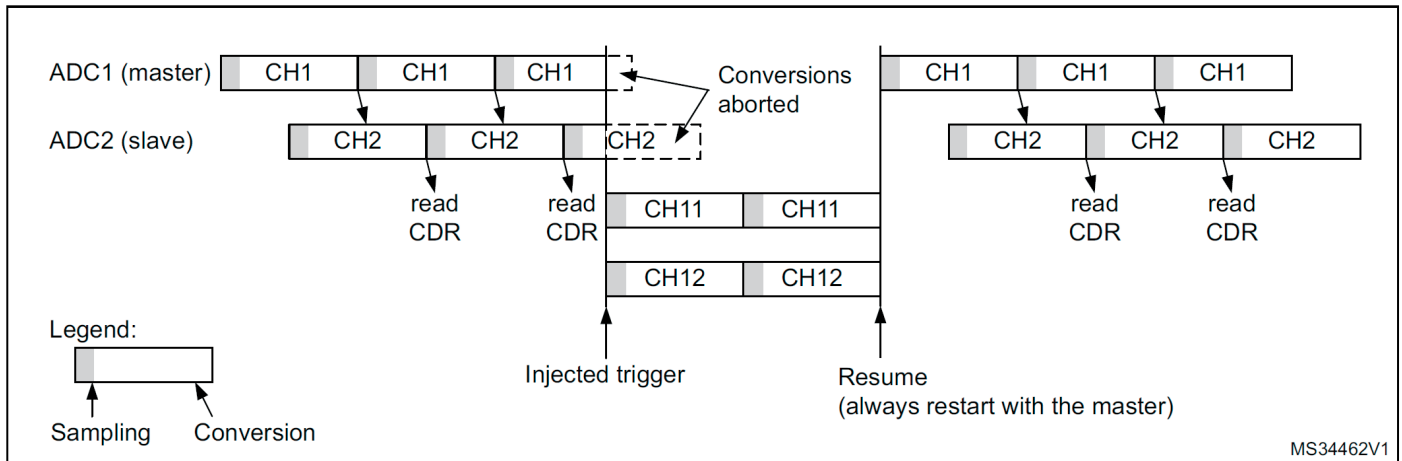 ADC1 (master) CH1 CH1 CH1 CH1 CH1 CH1
Conversions
aborted
ADC2 (slave) CH2 CH2 CH2 CH2 CH2 CH2
read read read read
CDR CDR CDR CDR
CH11 CH11
CH12 CH12
Legend:
Sampling Conversion
Injected trigger
Resume
(always restart with the master)
MS34462V1